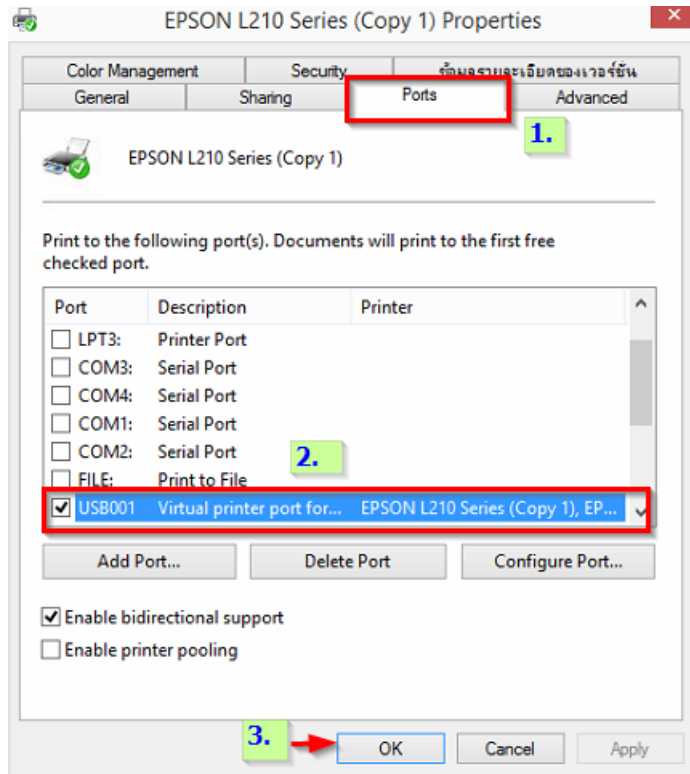 EPSON L210 Series (Copy 1) Properties
Color Management Security ข้อมูลรายละเอียดของเวอร์ชัน
General Sharing Ports Advanced
1.
EPSON L210 Series (Copy 1)
Print to the following port(s). Documents will print to the first free
checked port.
Port Description Printer
LPT3: Printer Port
COM3: Serial Port
COM4: Serial Port
COM1: Serial Port
COM2: Serial Port
2.
FILE: Print to File
USB001 Virtual printer port for... EPSON L210 Series (Copy 1), EP...
Add Port... Delete Port Configure Port...
Enable bidirectional support
Enable printer pooling
3.
OK Cancel Apply